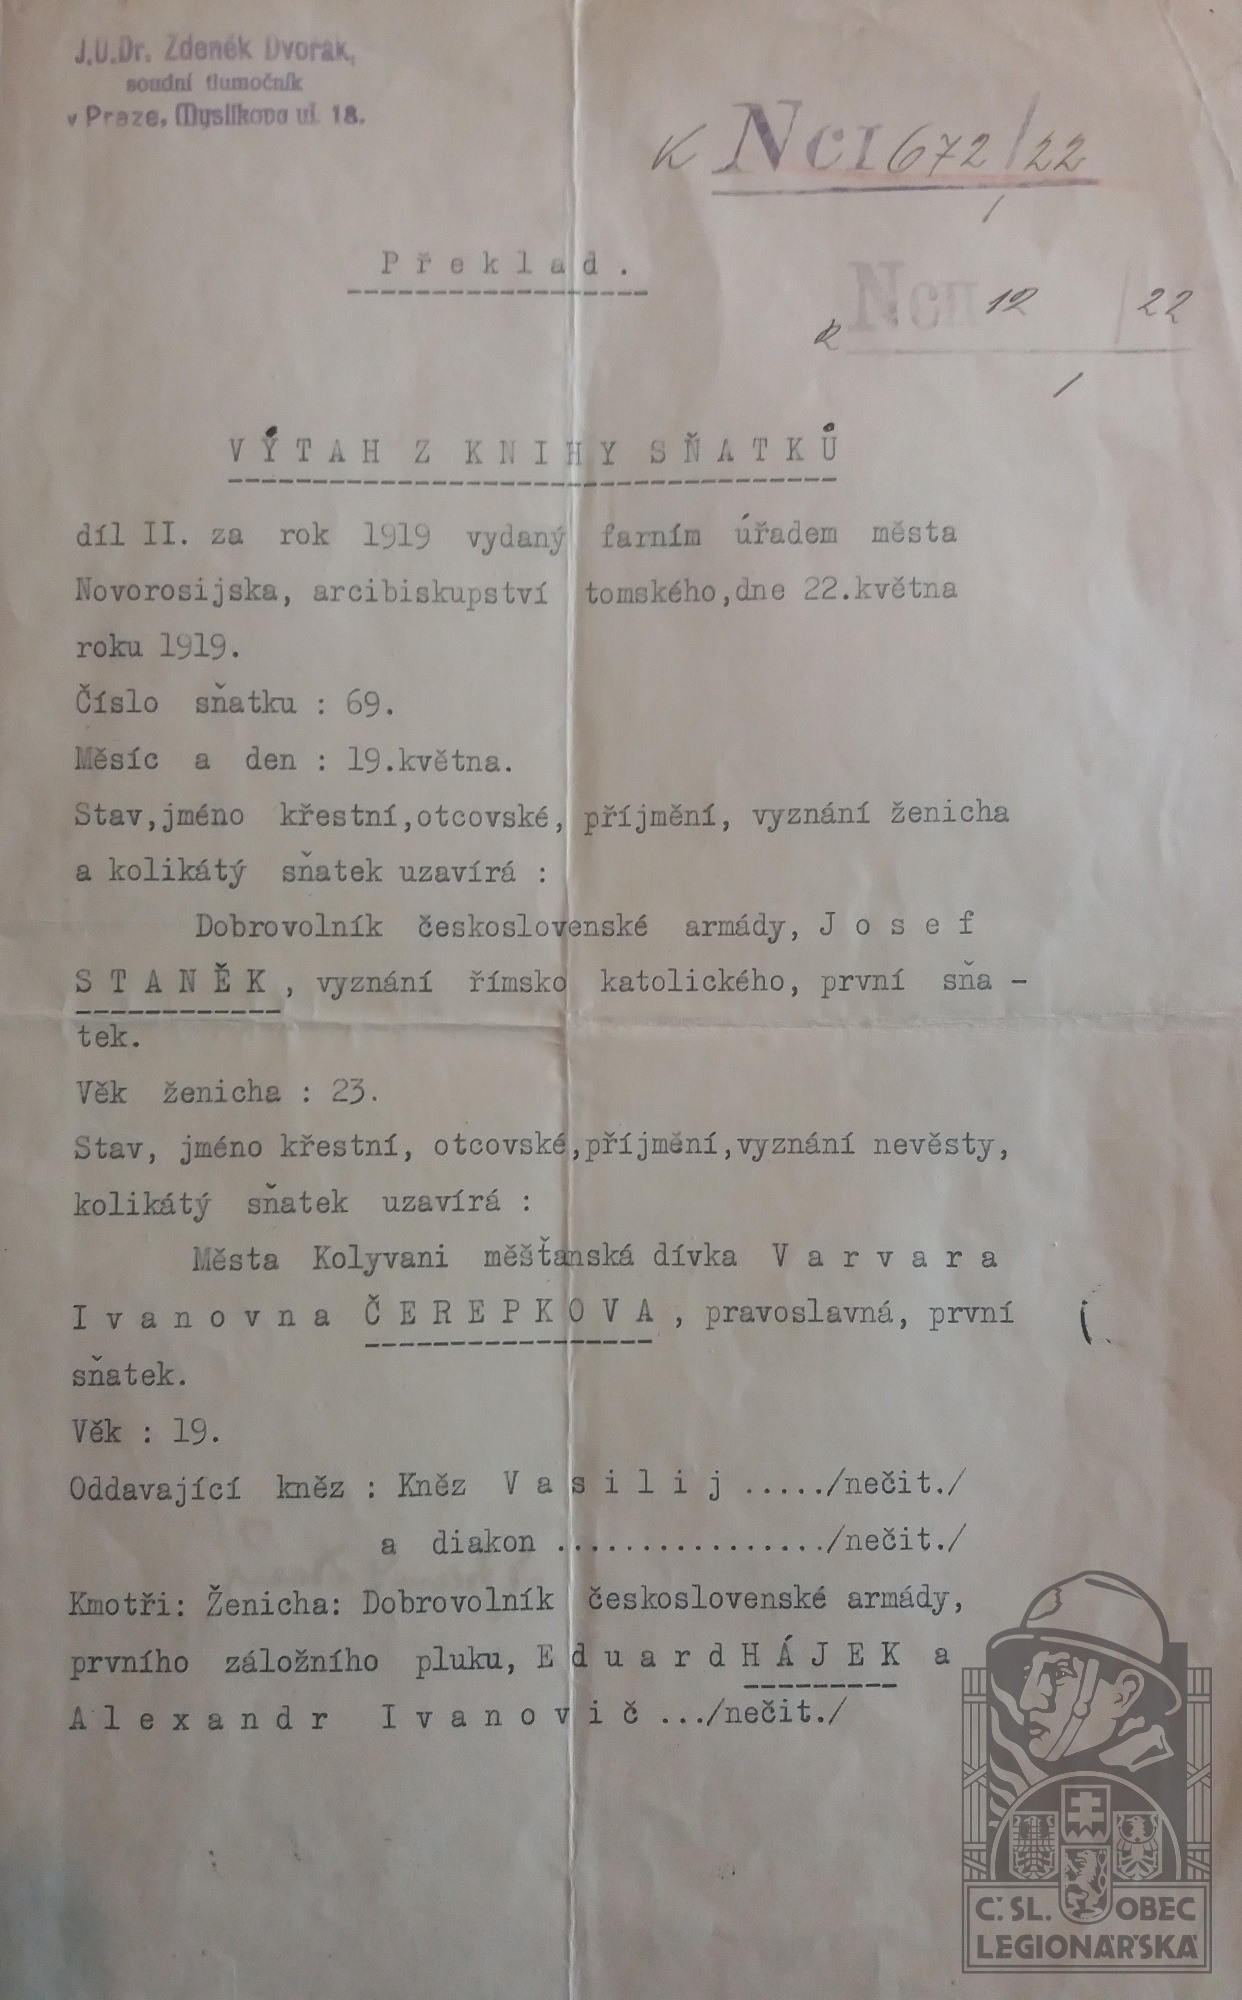 J.U.Dr. Zdeněk Dvořák,
soudní tlumočník
v Praze, Myslíkova ul. 18.
K Nc I 672/22
1
Překlad.
R Nc II 12 / 22
1
VÝTAH Z KNIHY SŇATKŮ
díl II. za rok 1919 vydaný farním úřadem města
Novorosijska, arcibiskupství tomského, dne 22.května
roku 1919.
Číslo sňatku : 69.
Měsíc a den : 19.května.
Stav,jméno křestní,otcovské, příjmění, vyznání ženicha
a kolikátý sňatek uzavírá :
Dobrovolník československé armády, Josef
STANĚK, vyznání římsko katolického, první sňa -
tek.
Věk ženicha : 23.
Stav, jméno křestní, otcovské,příjmění,vyznání nevěsty,
kolikátý sňatek uzavírá :
Města Kolyvani měšťanská dívka Varvara
Ivanovna ČEREPKOVA, pravoslavná, první
sňatek.
Věk : 19.
Oddavající kněz : Kněz Vasilij ...../nečit./
a diakon ................/nečit./
Kmotři: Ženicha: Dobrovolník československé armády,
prvního záložního pluku, Eduard HÁJEK a
Alexandr Ivanovič .../nečit./
Č. SL. OBEC
LEGIONÁŘSKÁ